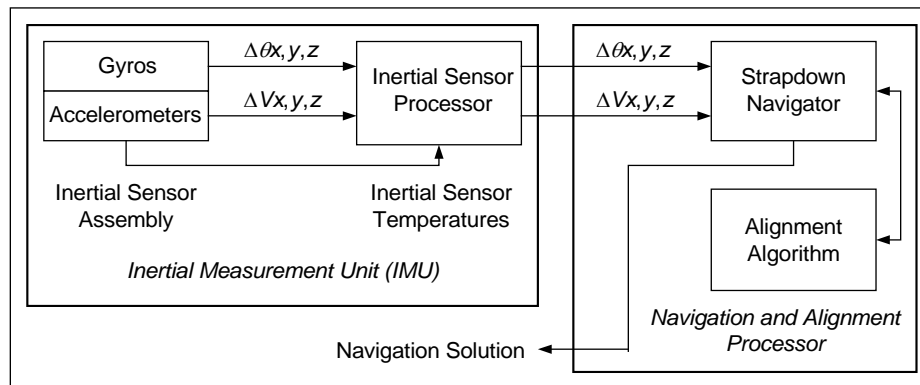 Gyros
Accelerometers
Δθx, y, z
ΔVx, y, z
Inertial Sensor
Processor
Δθx, y, z
ΔVx, y, z
Strapdown
Navigator
Inertial Sensor
Assembly
Inertial Sensor
Temperatures
Inertial Measurement Unit (IMU)
Alignment
Algorithm
Navigation and Alignment
Processor
Navigation Solution